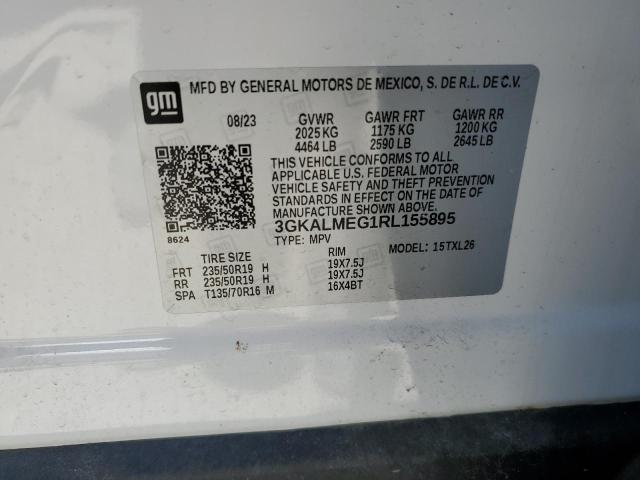 gm
MFD BY GENERAL MOTORS DE MEXICO, S. DE R.L. DE C.V.
08/23 GVWR GAWR FRT GAWR RR
2025 KG 1175 KG 1200 KG
4464 LB 2590 LB 2645 LB
THIS VEHICLE CONFORMS TO ALL
APPLICABLE U.S. FEDERAL MOTOR
VEHICLE SAFETY AND THEFT PREVENTION
STANDARDS IN EFFECT ON THE DATE OF
MANUFACTURE SHOWN ABOVE.
3GKALMEG1RL155895
8624 TYPE: MPV MODEL: 15TXL26
TIRE SIZE RIM
FRT 235/50R19 H 19X7.5J
RR 235/50R19 H 19X7.5J
SPA T135/70R16 M 16X4BT